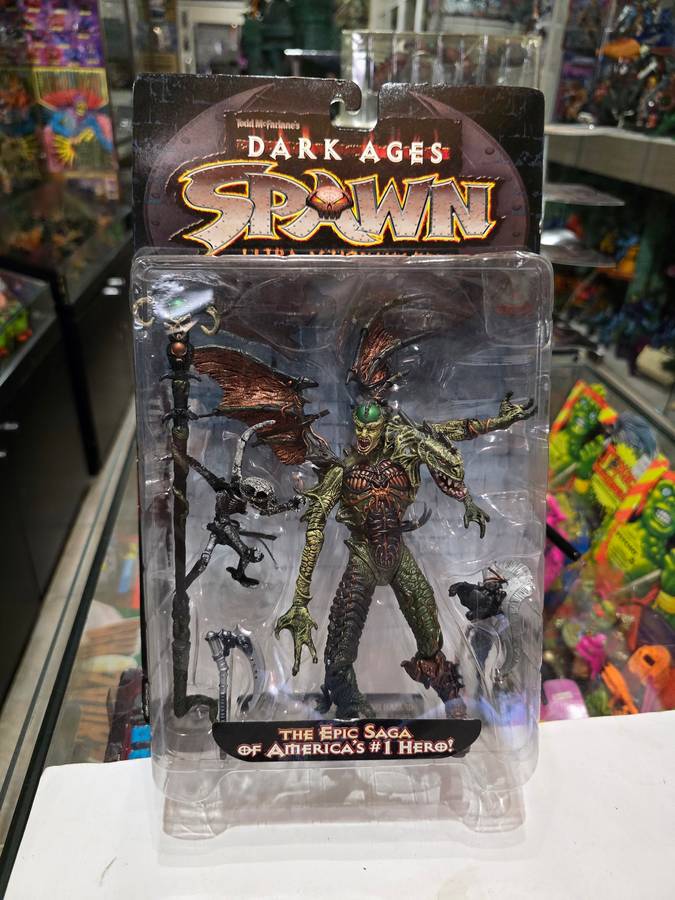 Todd McFarlane's
DARK AGES
SPAWN
THE EPIC SAGA
OF AMERICA'S #1 HERO!